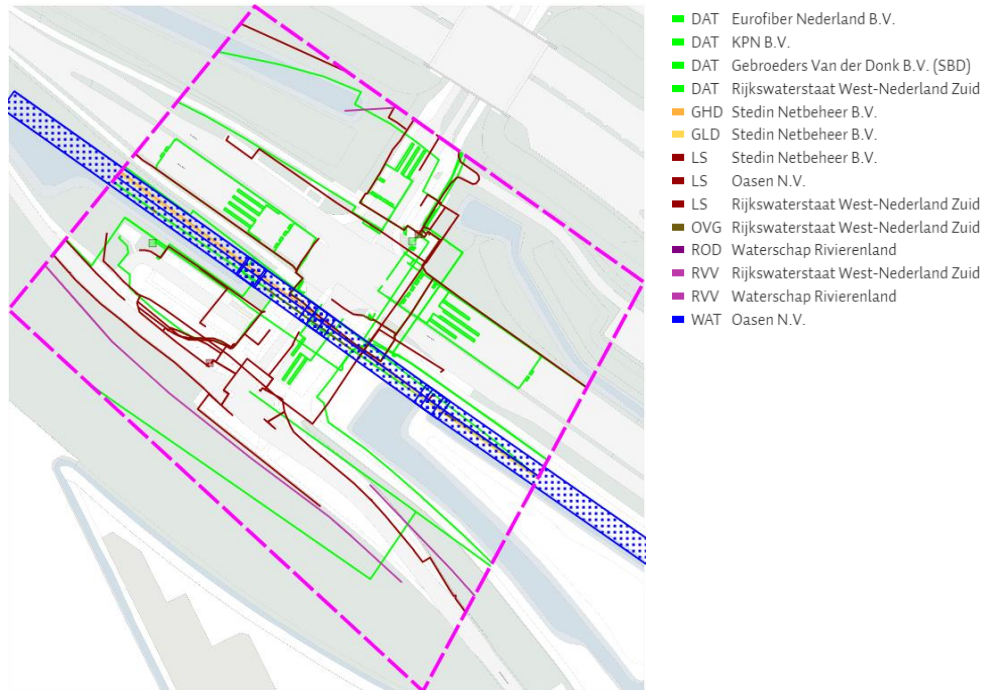 DAT Eurofiber Nederland B.V.
DAT KPN B.V.
DAT Gebroeders Van der Donk B.V. (SBD)
DAT Rijkswaterstaat West-Nederland Zuid
GHD Stedin Netbeheer B.V.
GLD Stedin Netbeheer B.V.
LS Stedin Netbeheer B.V.
LS Oasen N.V.
LS Rijkswaterstaat West-Nederland Zuid
OVG Rijkswaterstaat West-Nederland Zuid
ROD Waterschap Rivierenland
RVV Rijkswaterstaat West-Nederland Zuid
RVV Waterschap Rivierenland
WAT Oasen N.V.